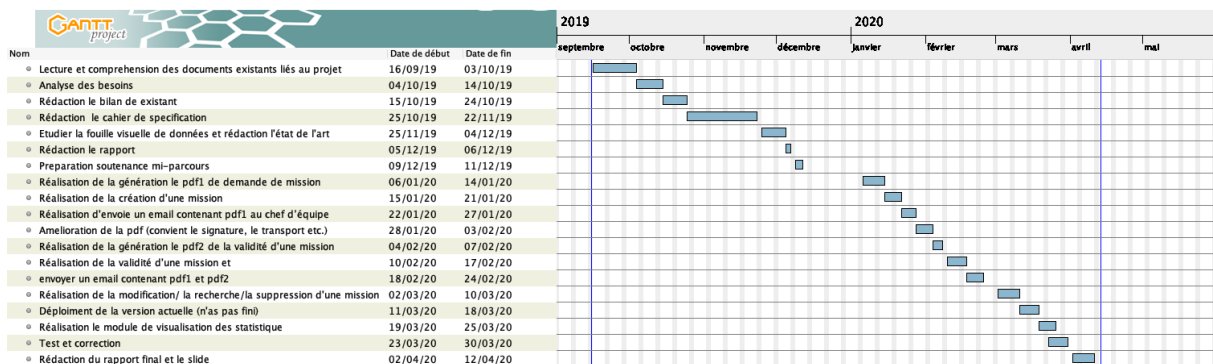 GANTT
project
2019
2020
septembre octobre novembre décembre janvier février mars avril mai
Nom Date de début Date de fin
Lecture et comprehension des documents existants liés au projet 16/09/19 03/10/19
Analyse des besoins 04/10/19 14/10/19
Rédaction le bilan de existant 15/10/19 24/10/19
Rédaction le cahier de specification 25/10/19 22/11/19
Etudier la fouille visuelle de données et rédaction l'état de l'art 25/11/19 04/12/19
Rédaction le rapport 05/12/19 06/12/19
Preparation soutenance mi-parcours 09/12/19 11/12/19
Réalisation de la génération le pdf1 de demande de mission 06/01/20 14/01/20
Réalisation de la création d'une mission 15/01/20 21/01/20
Réalisation d'envoie un email contenant pdf1 au chef d'équipe 22/01/20 27/01/20
Amelioration de la pdf (convient le signature, le transport etc.) 28/01/20 03/02/20
Réalisation de la génération le pdf2 de la validité d'une mission 04/02/20 07/02/20
Réalisation de la validité d'une mission et 10/02/20 17/02/20
envoyer un email contenant pdf1 et pdf2 18/02/20 24/02/20
Réalisation de la modification/ la recherche/la suppression d'une mission 02/03/20 10/03/20
Déploiment de la version actuelle (n'as pas fini) 11/03/20 18/03/20
Réalisation le module de visualisation des statistique 19/03/20 25/03/20
Test et correction 23/03/20 30/03/20
Rédaction du rapport final et le slide 02/04/20 12/04/20